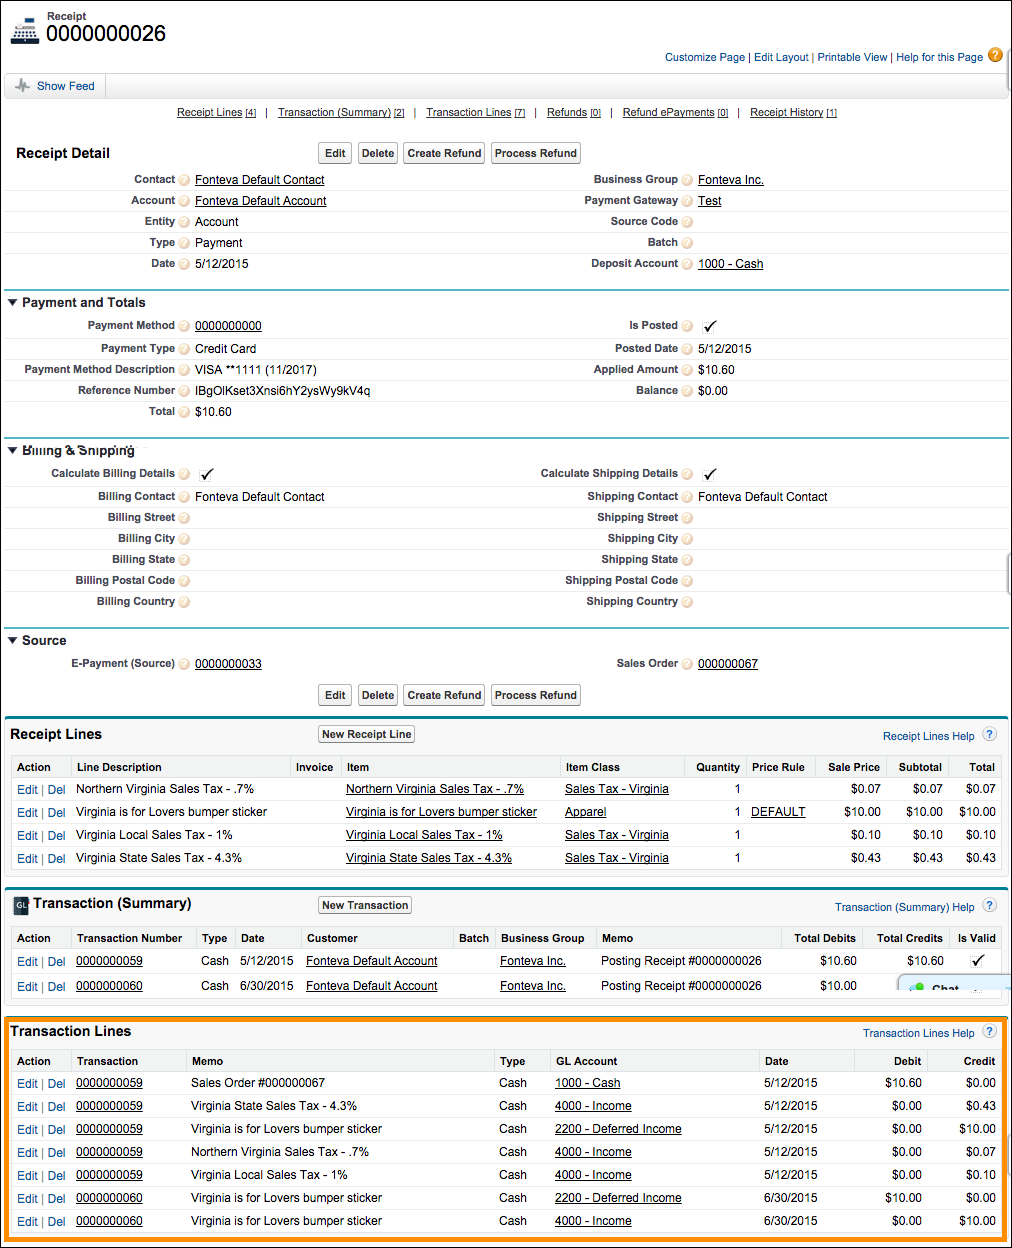 Receipt
0000000026
Customize Page | Edit Layout | Printable View | Help for this Page ?
Show Feed
Receipt Lines [4] | Transaction (Summary) [2] | Transaction Lines [7] | Refunds [0] | Refund ePayments [0] | Receipt History [1]
Receipt Detail Edit Delete Create Refund Process Refund
Contact ? Fonteva Default Contact Business Group ? Fonteva Inc.
Account ? Fonteva Default Account Payment Gateway ? Test
Entity ? Account Source Code ?
Type ? Payment Batch ?
Date ? 5/12/2015 Deposit Account ? 1000 - Cash
Payment and Totals
Payment Method ? 0000000000 Is Posted ? ✓
Payment Type ? Credit Card Posted Date ? 5/12/2015
Payment Method Description ? VISA **1111 (11/2017) Applied Amount ? $10.60
Reference Number ? IBgOlKset3Xnsi6hY2ysWy9kV4q Balance ? $0.00
Total ? $10.60
Billing & Shipping
Calculate Billing Details ? ✓ Calculate Shipping Details ? ✓
Billing Contact ? Fonteva Default Contact Shipping Contact ? Fonteva Default Contact
Billing Street ? Shipping Street ?
Billing City ? Shipping City ?
Billing State ? Shipping State ?
Billing Postal Code ? Shipping Postal Code ?
Billing Country ? Shipping Country ?
Source
E-Payment (Source) ? 0000000033 Sales Order ? 000000067
Edit Delete Create Refund Process Refund
Receipt Lines New Receipt Line Receipt Lines Help ?
Action Line Description Invoice Item Item Class Quantity Price Rule Sale Price Subtotal Total
Edit | Del Northern Virginia Sales Tax - .7% Northern Virginia Sales Tax - .7% Sales Tax - Virginia 1 $0.07 $0.07 $0.07
Edit | Del Virginia is for Lovers bumper sticker Virginia is for Lovers bumper sticker Apparel 1 DEFAULT $10.00 $10.00 $10.00
Edit | Del Virginia Local Sales Tax - 1% Virginia Local Sales Tax - 1% Sales Tax - Virginia 1 $0.10 $0.10 $0.10
Edit | Del Virginia State Sales Tax - 4.3% Virginia State Sales Tax - 4.3% Sales Tax - Virginia 1 $0.43 $0.43 $0.43
GL Transaction (Summary) New Transaction Transaction (Summary) Help ?
Action Transaction Number Type Date Customer Batch Business Group Memo Total Debits Total Credits Is Valid
Edit | Del 0000000059 Cash 5/12/2015 Fonteva Default Account Fonteva Inc. Posting Receipt #0000000026 $10.60 $10.60 ✓
Edit | Del 0000000060 Cash 6/30/2015 Fonteva Default Account Fonteva Inc. Posting Receipt #0000000026 $10.00 Chat
Transaction Lines Transaction Lines Help ?
Action Transaction Memo Type GL Account Date Debit Credit
Edit | Del 0000000059 Sales Order #000000067 Cash 1000 - Cash 5/12/2015 $10.60 $0.00
Edit | Del 0000000059 Virginia State Sales Tax - 4.3% Cash 4000 - Income 5/12/2015 $0.00 $0.43
Edit | Del 0000000059 Virginia is for Lovers bumper sticker Cash 2200 - Deferred Income 5/12/2015 $0.00 $10.00
Edit | Del 0000000059 Northern Virginia Sales Tax - .7% Cash 4000 - Income 5/12/2015 $0.00 $0.07
Edit | Del 0000000059 Virginia Local Sales Tax - 1% Cash 4000 - Income 5/12/2015 $0.00 $0.10
Edit | Del 0000000060 Virginia is for Lovers bumper sticker Cash 2200 - Deferred Income 6/30/2015 $10.00 $0.00
Edit | Del 0000000060 Virginia is for Lovers bumper sticker Cash 4000 - Income 6/30/2015 $0.00 $10.00